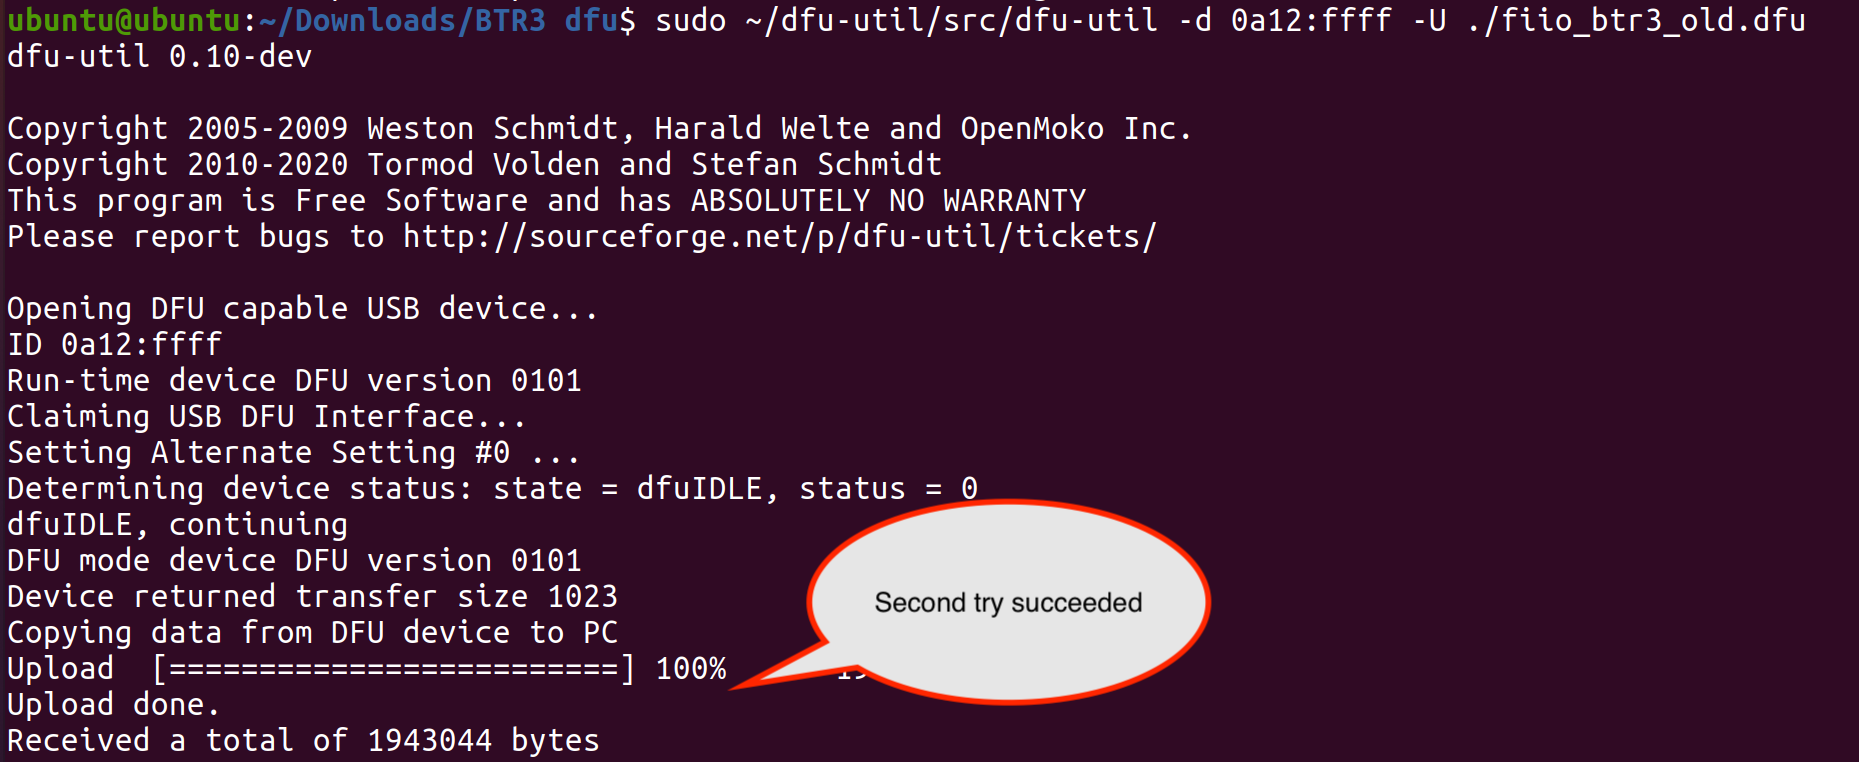 ubuntu@ubuntu:~/Downloads/BTR3 dfu$ sudo ~/dfu-util/src/dfu-util -d 0a12:ffff -U ./fiio_btr3_old.dfu
dfu-util 0.10-dev
Copyright 2005-2009 Weston Schmidt, Harald Welte and OpenMoko Inc.
Copyright 2010-2020 Tormod Volden and Stefan Schmidt
This program is Free Software and has ABSOLUTELY NO WARRANTY
Please report bugs to http://sourceforge.net/p/dfu-util/tickets/
Opening DFU capable USB device...
ID 0a12:ffff
Run-time device DFU version 0101
Claiming USB DFU Interface...
Setting Alternate Setting #0 ...
Determining device status: state = dfuIDLE, status = 0
dfuIDLE, continuing
DFU mode device DFU version 0101
Device returned transfer size 1023
Second try succeeded
Copying data from DFU device to PC
Upload  [=========================] 100%
Upload done.
Received a total of 1943044 bytes